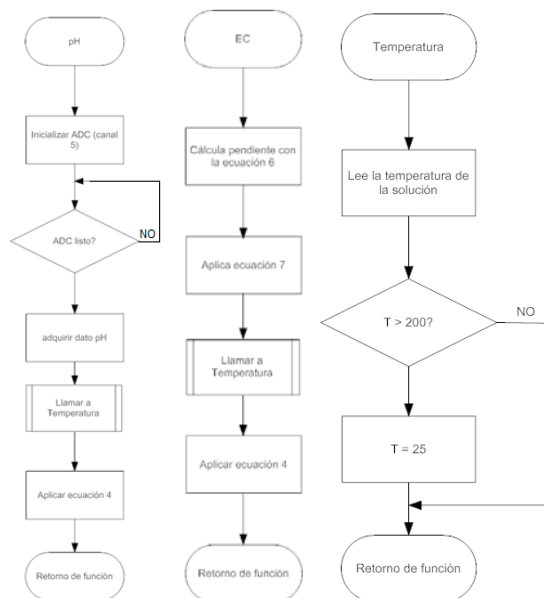 pH
Inicializar ADC (canal
5)
ADC listo?
NO
adquirir dato pH
Llamar a
Temperatura
Aplicar ecuación 4
Retorno de función
EC
Cálcula pendiente con
la ecuación 6
Aplica ecuación 7
Llamar a
Temperatura
Aplicar ecuación 4
Retorno de función
Temperatura
Lee la temperatura de
la solución
T > 200?
NO
T = 25
Retorno de función